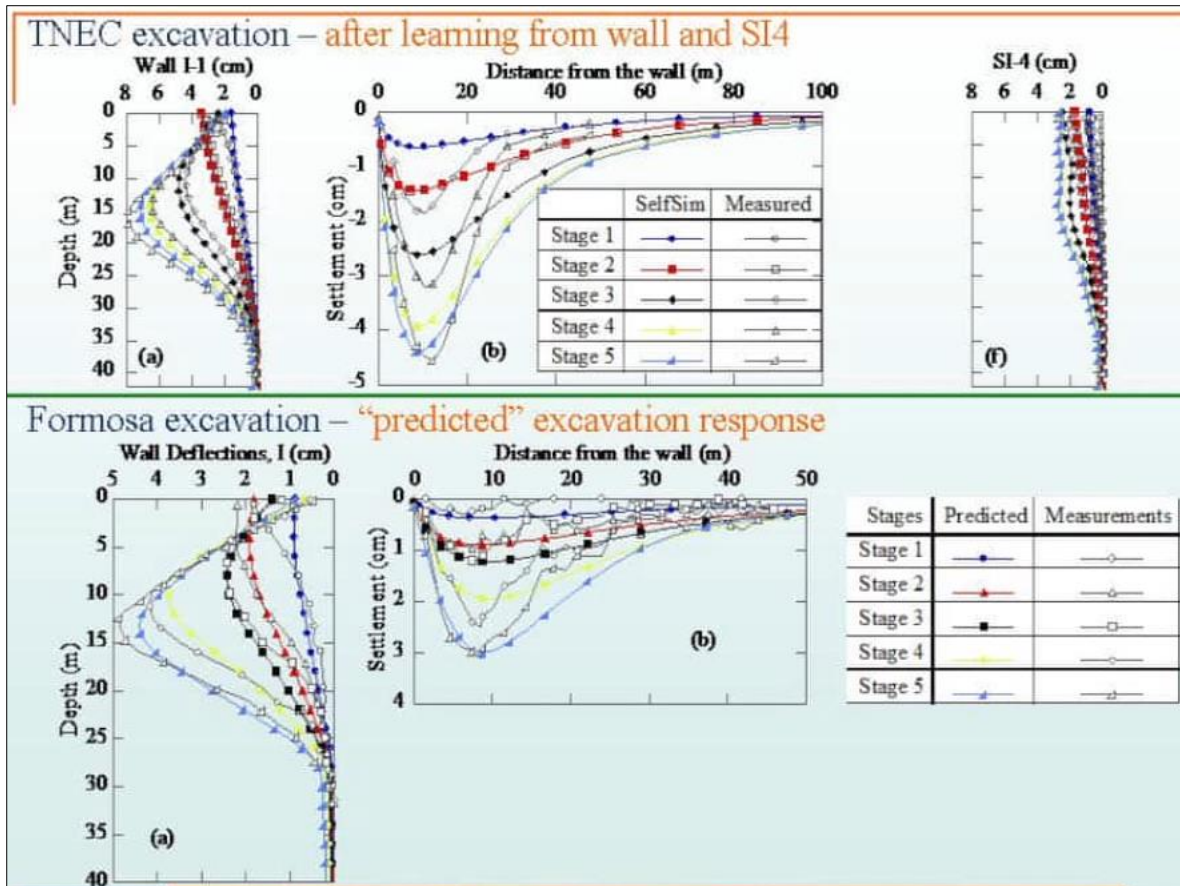 TNEC excavation – after learning from wall and SI4
Wall I-1 (cm)
8 6 4 2 0
Distance from the wall (m)
0 20 40 60 80 100
SI-4 (cm)
8 6 4 2 0
Depth (m)
0
5
10
15
20
25
30
35
40
(a)
Settlement (cm)
0
-1
-2
-3
-4
-5
(b)
SelfSim Measured
Stage 1
Stage 2
Stage 3
Stage 4
Stage 5
(f)
Formosa excavation – “predicted” excavation response
Wall Deflections, I (cm)
5 4 3 2 1 0
Distance from the wall (m)
0 10 20 30 40 50
Depth (m)
0
5
10
15
20
25
30
35
40
(a)
Settlement (cm)
0
1
2
3
4
(b)
Stages Predicted Measurements
Stage 1
Stage 2
Stage 3
Stage 4
Stage 5